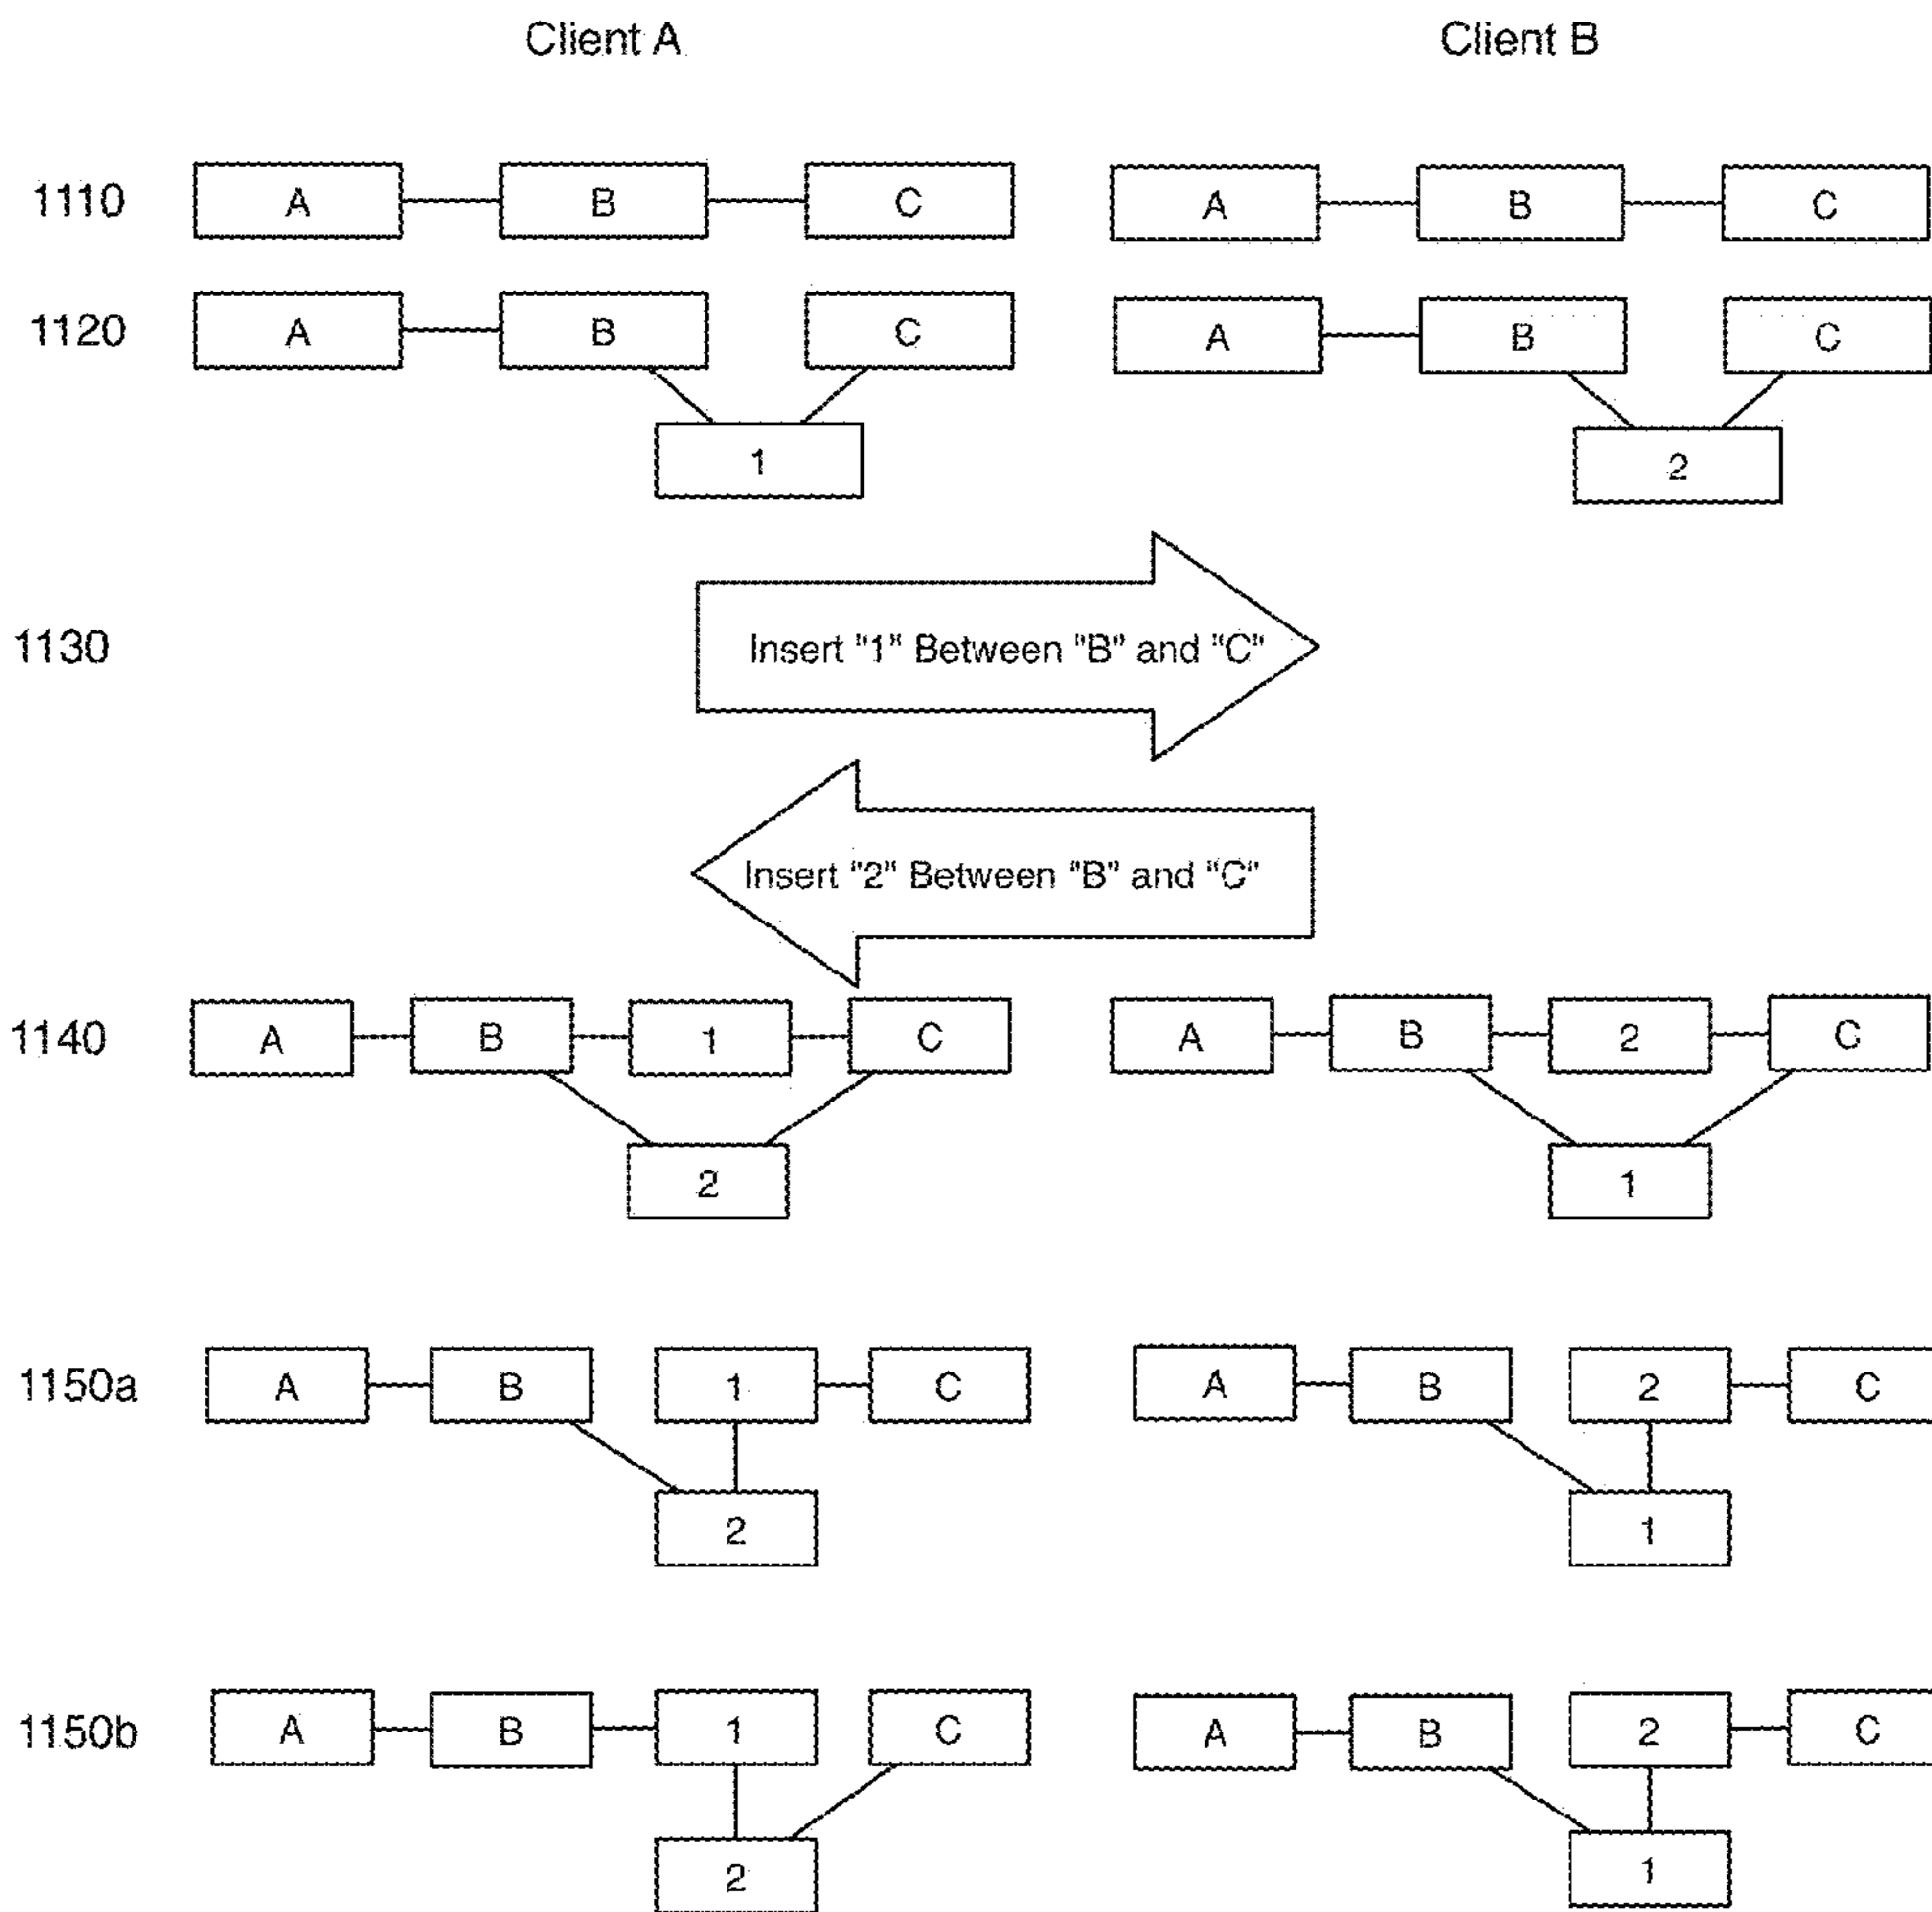 Client A Client B
1110 A B C A B C
1120 A B C A B C
1 2
1130 Insert "1" Between "B" and "C"
Insert "2" Between "B" and "C"
1140 A B 1 C A B 2 C
2 1
1150a A B 1 C A B 2 C
2 1
1150b A B 1 C A B 2 C
2 1